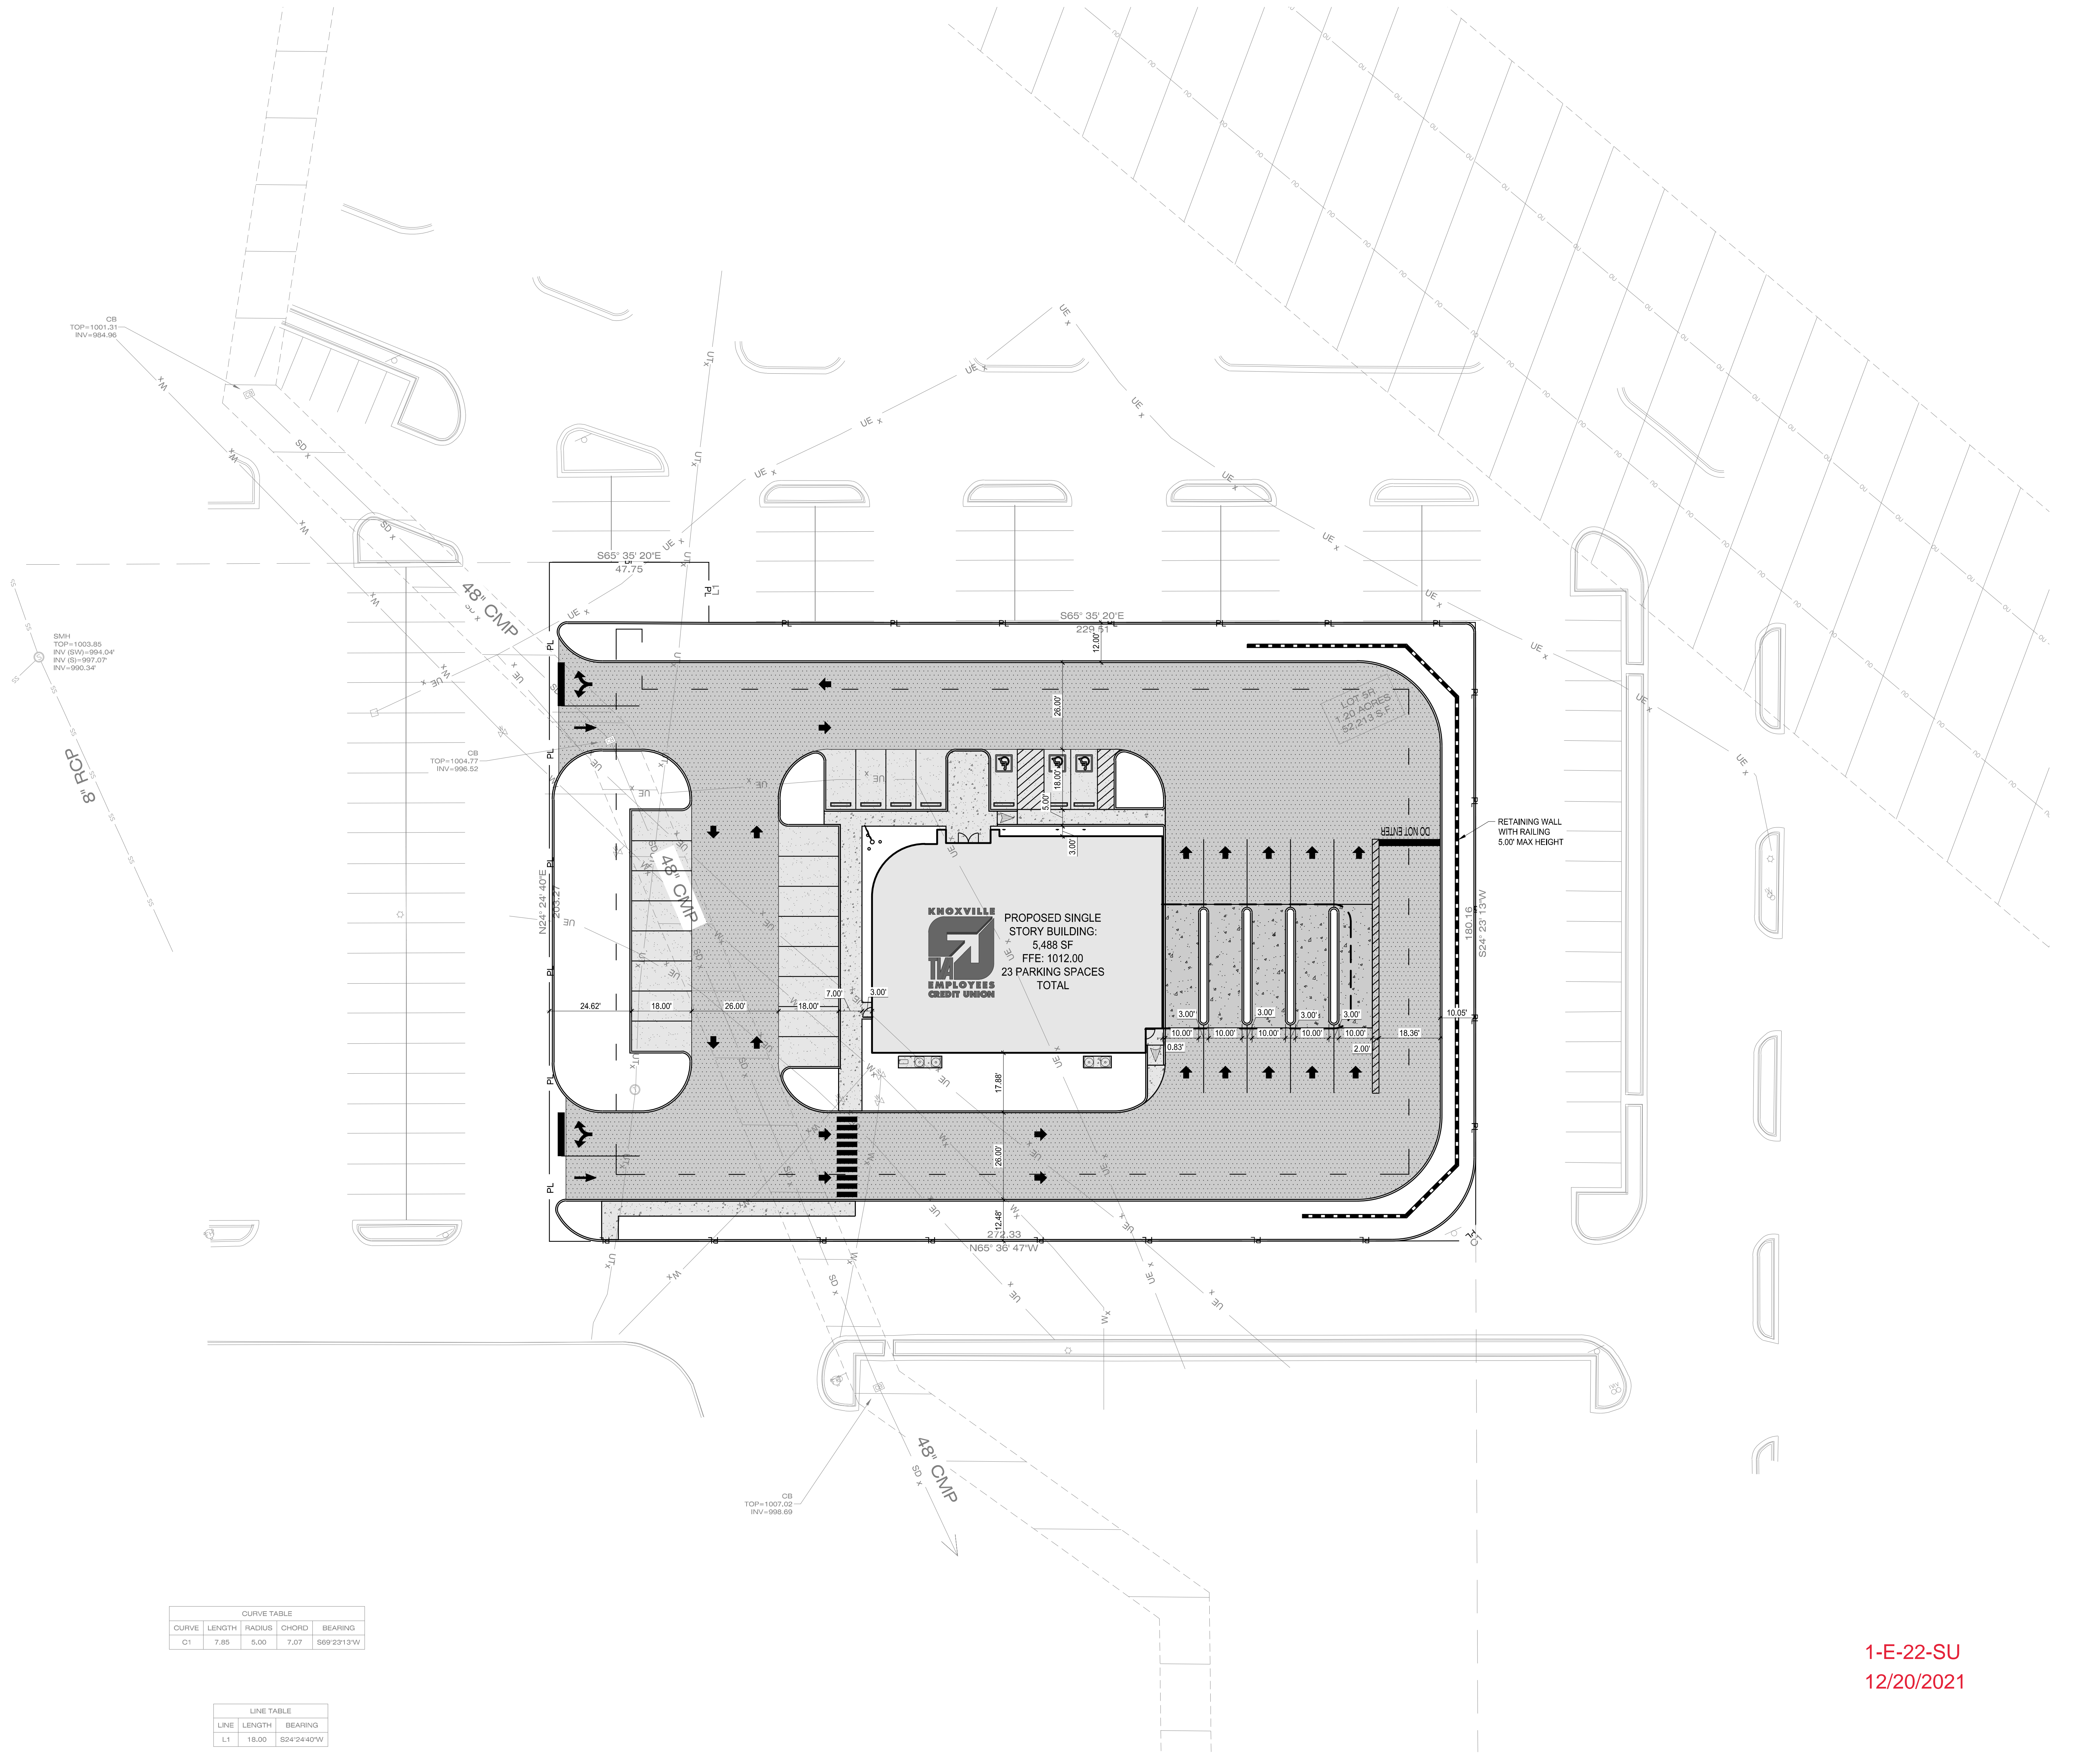 CB
TOP=1001.31
INV=984.96
SMH
TOP=1003.85
INV (SW)=994.04'
INV (S)=997.07'
INV=990.34'
8" RCP
48" CMP
CB
TOP=1004.77
INV=996.52
S65° 35' 20"E
47.75
L1
S65° 35' 20"E
229.51
12.00'
26.00'
LOT 5R
1.20 ACRES
52,213 S.F.
18.00'
5.00'
3.00'
DO NOT ENTER
RETAINING WALL
WITH RAILING
5.00' MAX HEIGHT
N24° 24' 40"E
203.27
48" CMP
KNOXVILLE
TVA
EMPLOYEES
CREDIT UNION
PROPOSED SINGLE
STORY BUILDING:
5,488 SF
FFE: 1012.00
23 PARKING SPACES
TOTAL
180.16
S24° 23' 13"W
24.62'
18.00'
26.00'
18.00'
7.00'
3.00'
3.00'
3.00'
3.00'
3.00'
10.05'
10.00'
10.00'
10.00'
10.00'
10.00'
18.36'
0.83'
2.00'
17.88'
26.00'
12.48'
272.33
N65° 36' 47"W
48" CMP
CB
TOP=1007.02
INV=998.69
CURVE TABLE
CURVE LENGTH RADIUS CHORD BEARING
C1 7.85 5.00 7.07 S69°23'13"W
LINE TABLE
LINE LENGTH BEARING
L1 18.00 S24°24'40"W
1-E-22-SU
12/20/2021